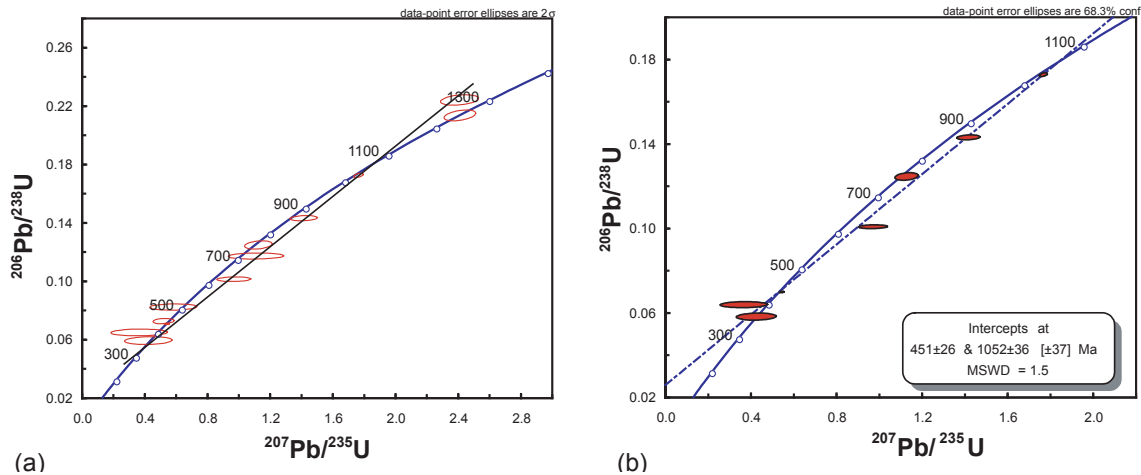 data-point error ellipses are 2σ
0.26
0.22
0.18
0.14
0.10
0.06
0.02
206Pb/238U
1300
1100
900
700
500
300
0.0 0.4 0.8 1.2 1.6 2.0 2.4 2.8
207Pb/235U
(a)
data-point error ellipses are 68.3% conf
0.18
0.14
0.10
0.06
0.02
206Pb/238U
1100
900
700
500
300
Intercepts at
451±26 & 1052±36 [±37] Ma
MSWD = 1.5
0.0 0.4 0.8 1.2 1.6 2.0
207Pb/ 235U
(b)